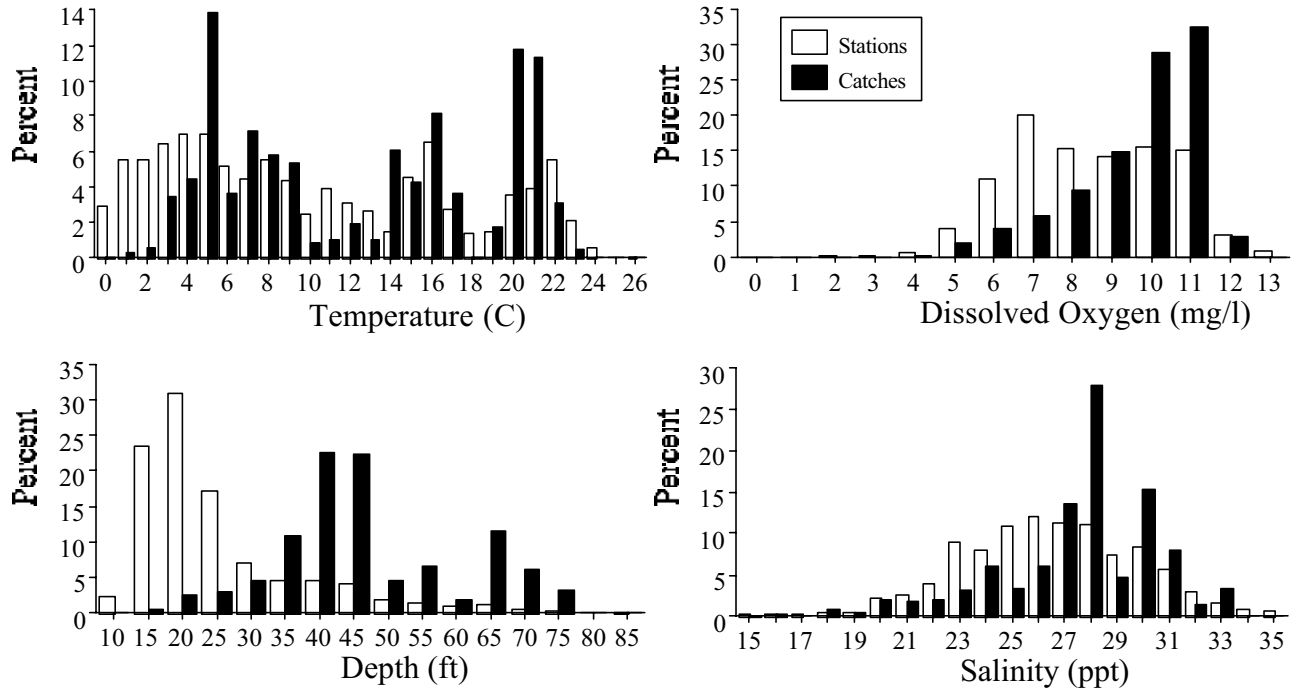 Percent
14
12
10
8
6
4
2
0
0 2 4 6 8 10 12 14 16 18 20 22 24 26
Temperature (C)
Percent
35
30
25
20
15
10
5
0
Stations
Catches
0 1 2 3 4 5 6 7 8 9 10 11 12 13
Dissolved Oxygen (mg/l)
Percent
35
30
25
20
15
10
5
0
10 15 20 25 30 35 40 45 50 55 60 65 70 75 80 85
Depth (ft)
Percent
30
25
20
15
10
5
0
15 17 19 21 23 25 27 29 31 33 35
Salinity (ppt)